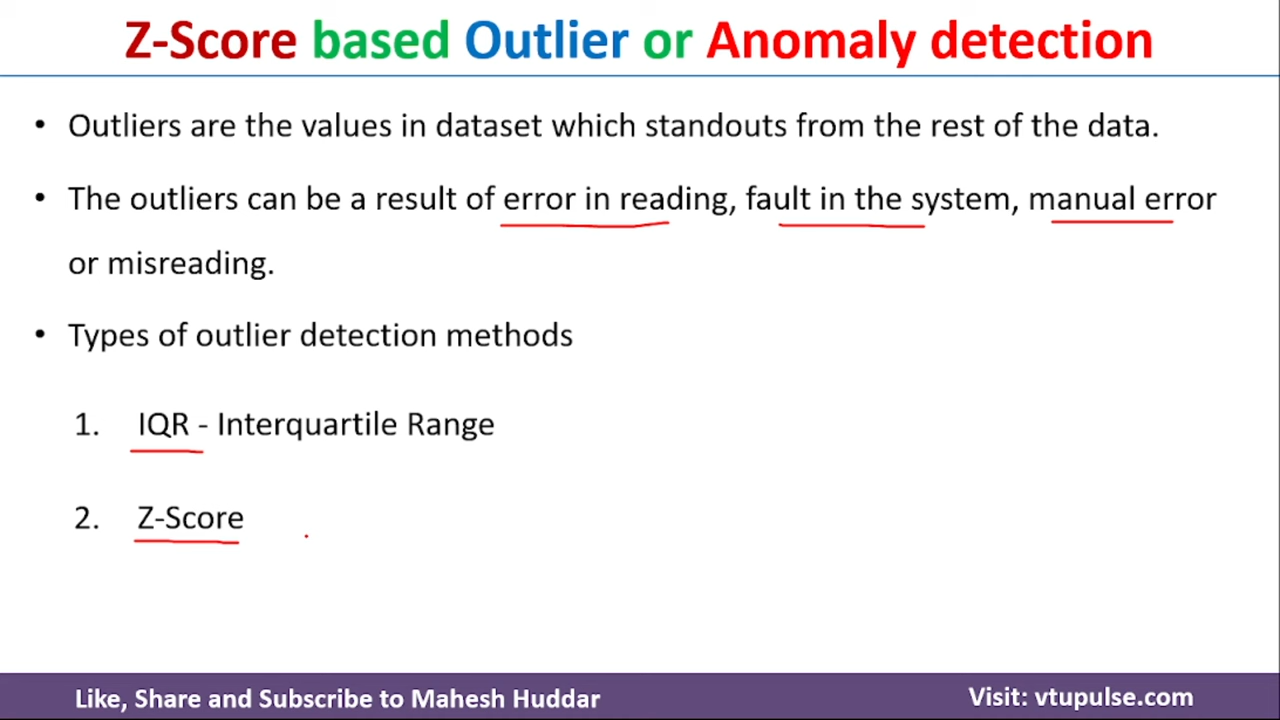 Z-Score based Outlier or Anomaly detection
• Outliers are the values in dataset which standouts from the rest of the data.
• The outliers can be a result of error in reading, fault in the system, manual error
or misreading.
• Types of outlier detection methods
1. IQR - Interquartile Range
2. Z-Score
Like, Share and Subscribe to Mahesh Huddar
Visit: vtupulse.com